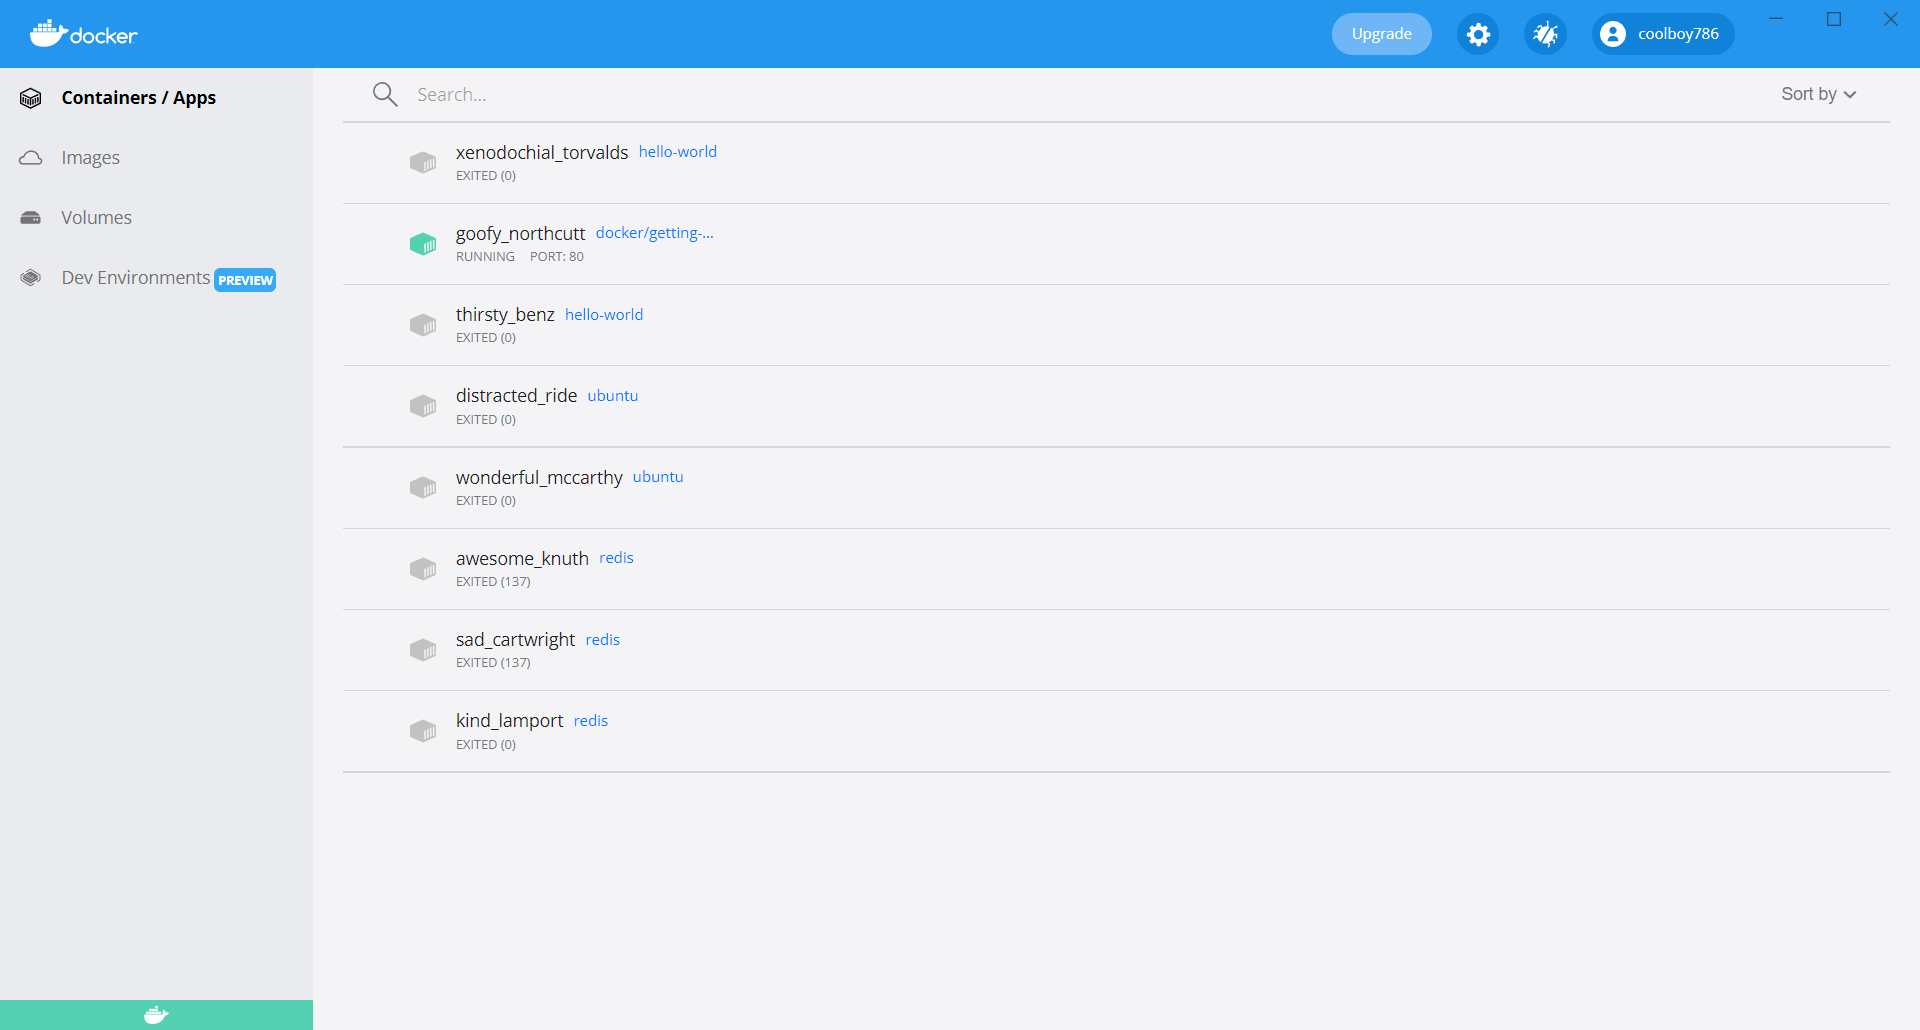 docker
Upgrade
coolboy786
Containers / Apps
Images
Volumes
Dev Environments PREVIEW
Search...
Sort by
xenodochial_torvalds hello-world
EXITED (0)
goofy_northcutt docker/getting-...
RUNNING PORT: 80
thirsty_benz hello-world
EXITED (0)
distracted_ride ubuntu
EXITED (0)
wonderful_mccarthy ubuntu
EXITED (0)
awesome_knuth redis
EXITED (137)
sad_cartwright redis
EXITED (137)
kind_lamport redis
EXITED (0)